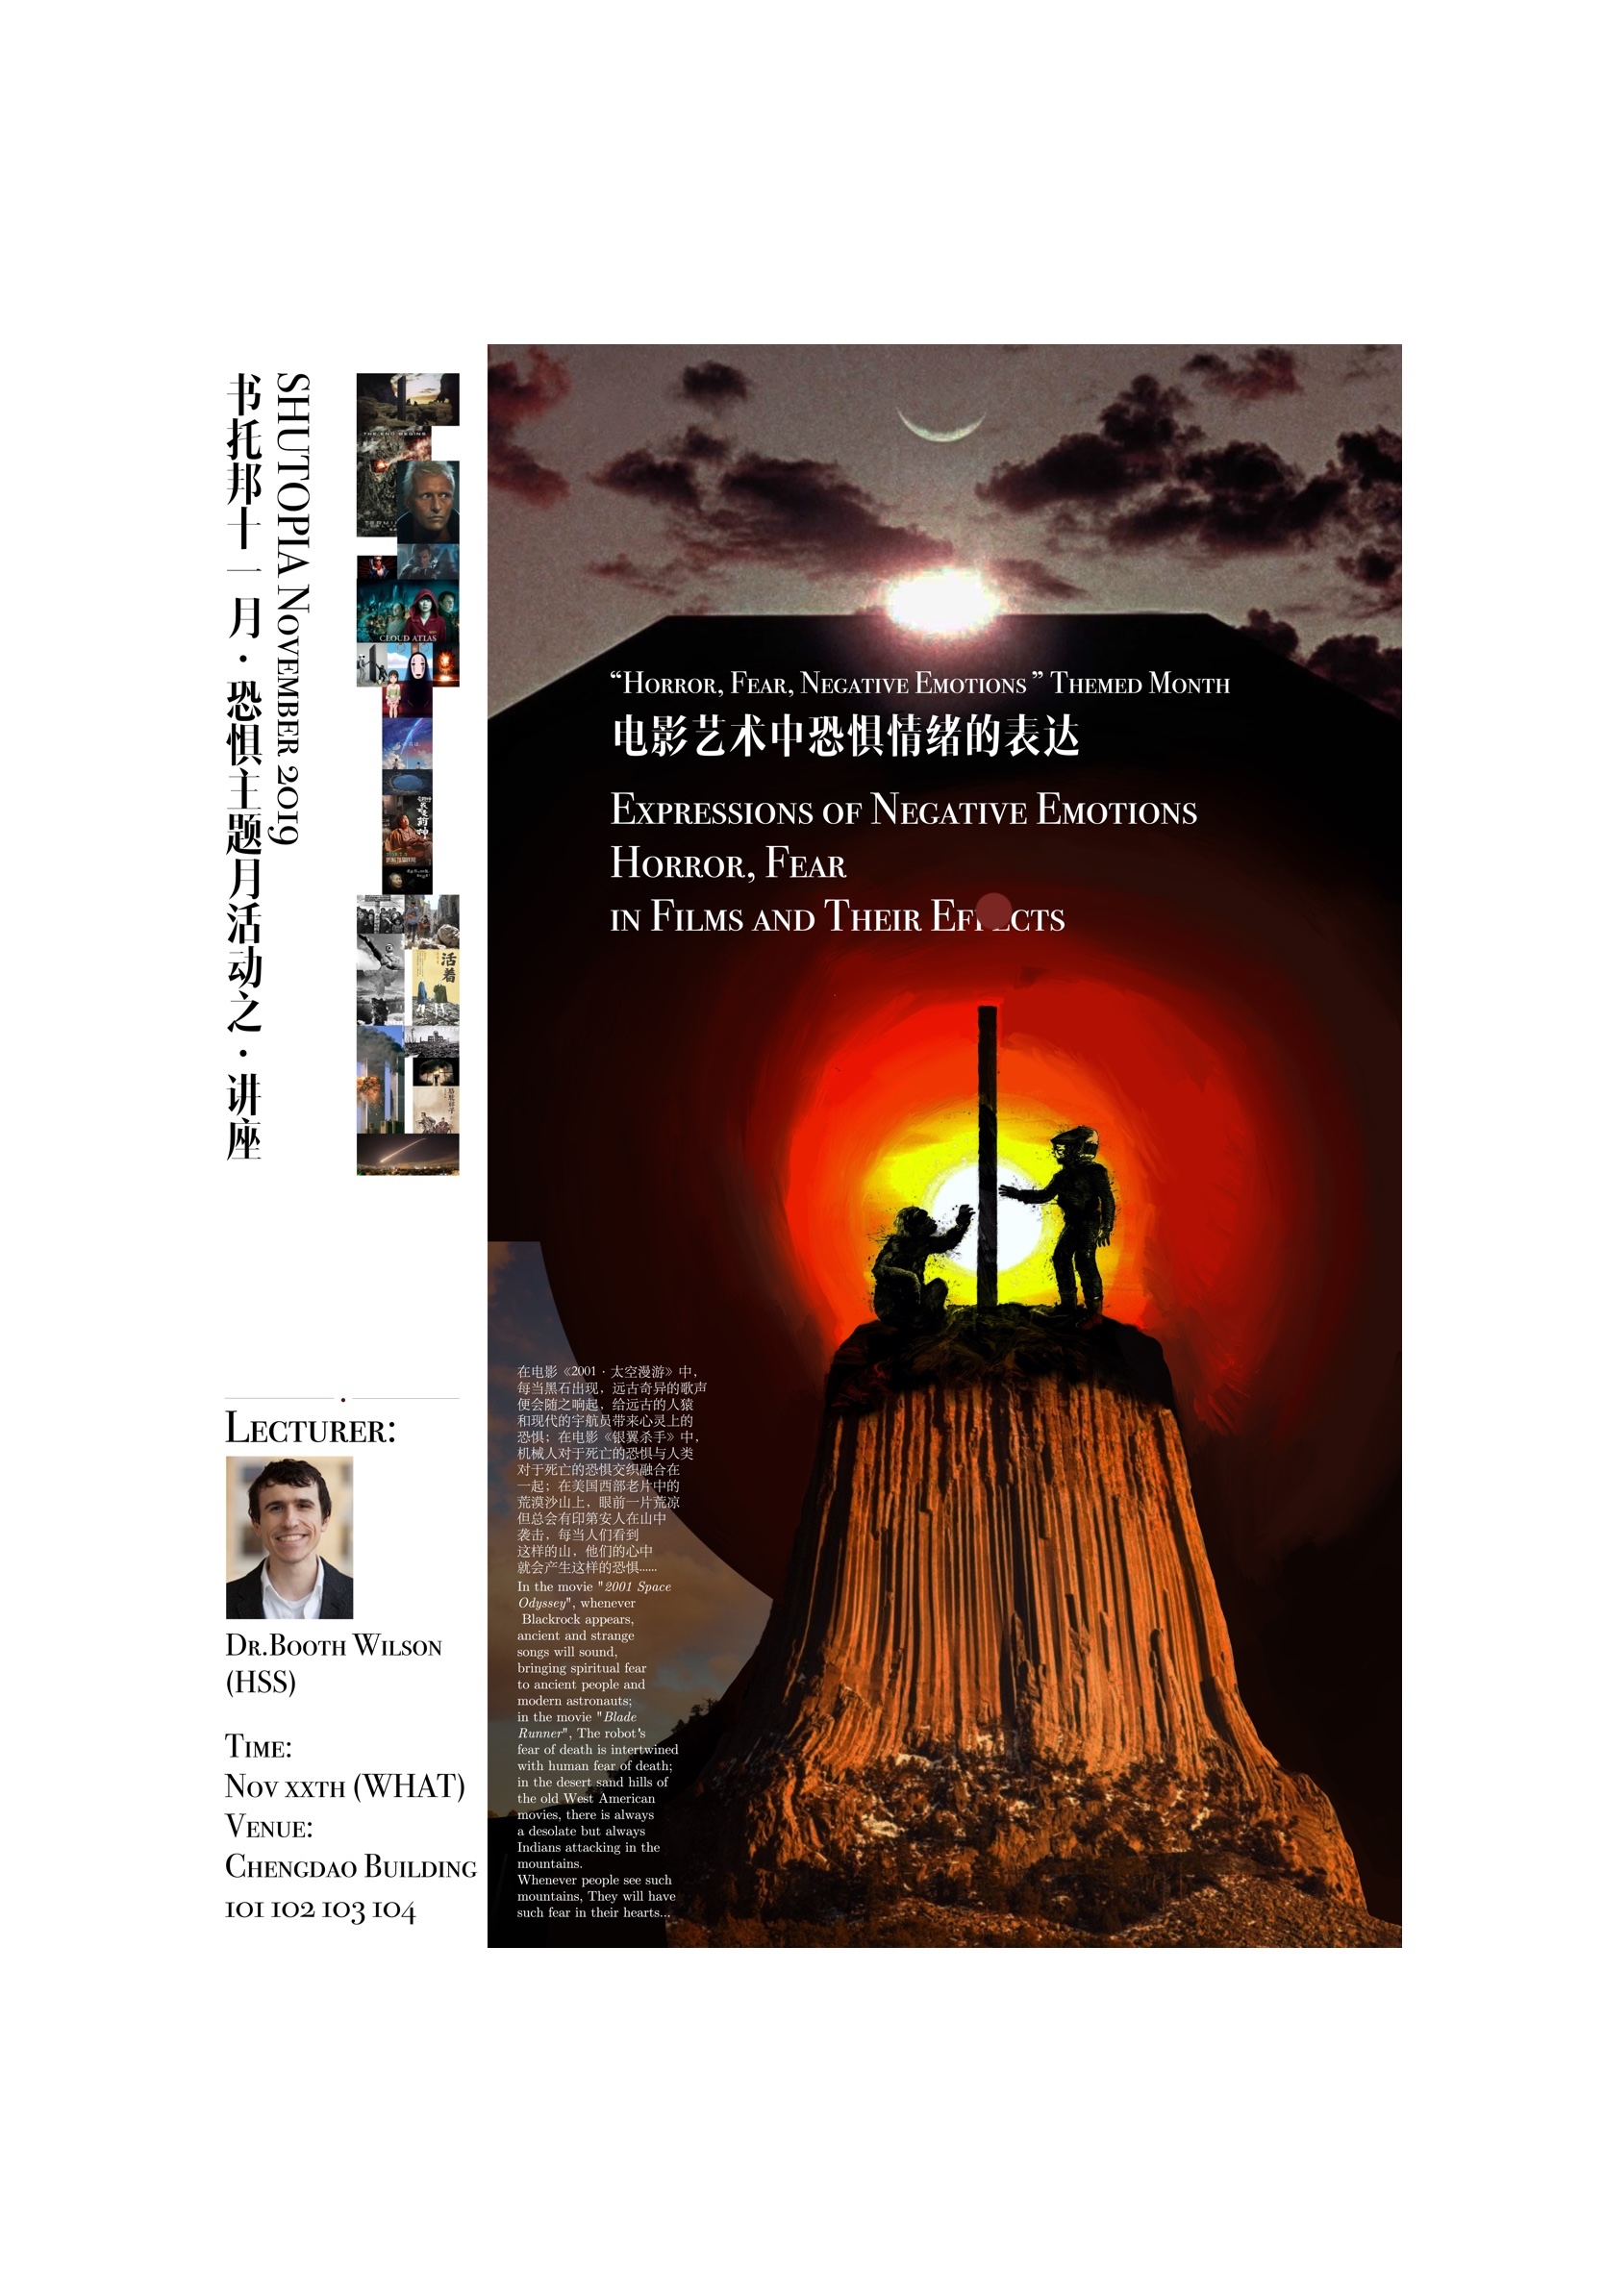 书托邦十一月·恐惧主题月活动之·讲座
SHUTOPIA November 2019
THE END BEGINS
CLOUD ATLAS
我不是药神
活着
骆驼祥子
“Horror, Fear, Negative Emotions” Themed Month
电影艺术中恐惧情绪的表达
Expressions of Negative Emotions
Horror, Fear
in Films and Their Effects
在电影《2001 · 太空漫游》中，
每当黑石出现，远古奇异的歌声
便会随之响起，给远古的人猿
和现代的宇航员带来心灵上的
恐惧；在电影《银翼杀手》中，
机械人对于死亡的恐惧与人类
对于死亡的恐惧交织融合在
一起；在美国西部老片中的
荒漠沙山上，眼前一片荒凉
但总会有印第安人在山中
袭击，每当人们看到
这样的山，他们的心中
就会产生这样的恐惧......
In the movie "2001 Space
Odyssey", whenever
Blackrock appears,
ancient and strange
songs will sound,
bringing spiritual fear
to ancient people and
modern astronauts;
in the movie "Blade
Runner", The robot's
fear of death is intertwined
with human fear of death;
in the desert sand hills of
the old West American
movies, there is always
a desolate but always
Indians attacking in the
mountains.
Whenever people see such
mountains, They will have
such fear in their hearts...
Lecturer:
Dr.Booth Wilson
(HSS)
Time:
Nov xxth (WHAT)
Venue:
Chengdao Building
101 102 103 104